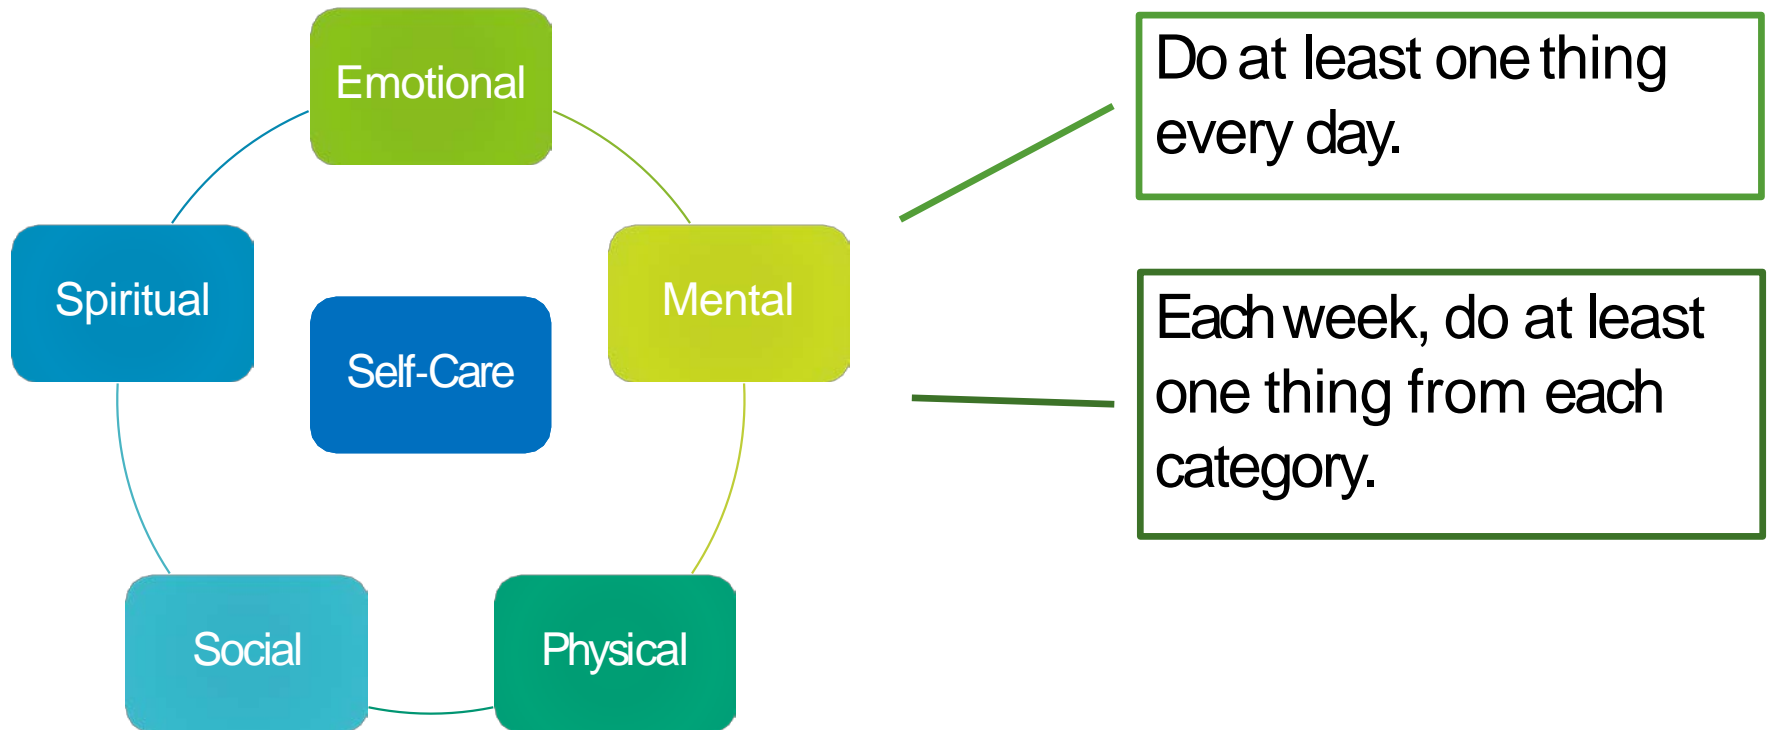 Emotional
Mental
Physical
Social
Spiritual
Self-Care
Do at least one thing
every day.
Each week, do at least
one thing from each
category.